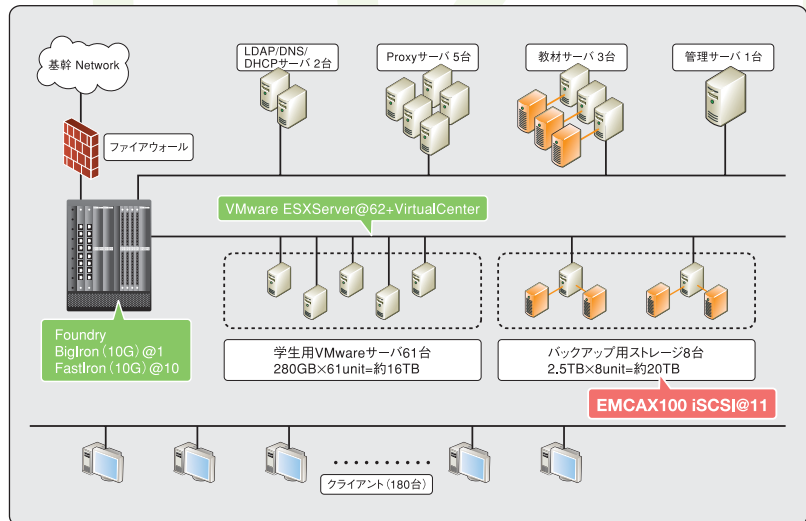 基幹 Network
LDAP/DNS/
DHCPサーバ 2台
Proxyサーバ 5台
教材サーバ 3台
管理サーバ 1台
ファイアウォール
VMware ESXServer@62+VirtualCenter
Foundry
BigIron（10G）@1
FastIron（10G）@10
学生用VMwareサーバ61台
280GB×61unit=約16TB
バックアップ用ストレージ8台
2.5TB×8unit=約20TB
EMCAX100 iSCSI@11
クライアント（180台）